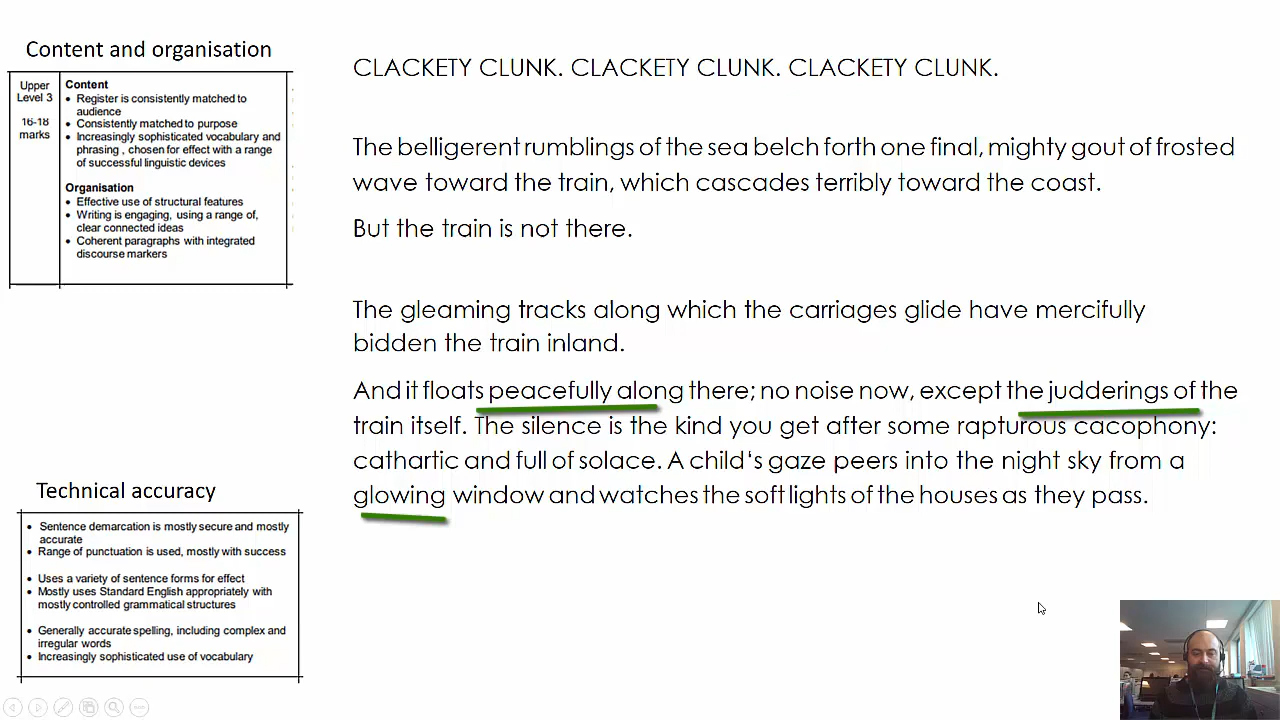 Content and organisation
Upper
Level 3
16-18
marks
Content
• Register is consistently matched to
audience
• Consistently matched to purpose
• Increasingly sophisticated vocabulary and
phrasing , chosen for effect with a range
of successful linguistic devices
Organisation
• Effective use of structural features
• Writing is engaging, using a range of,
clear connected ideas
• Coherent paragraphs with integrated
discourse markers
Technical accuracy
• Sentence demarcation is mostly secure and mostly
accurate
• Range of punctuation is used, mostly with success
• Uses a variety of sentence forms for effect
• Mostly uses Standard English appropriately with
mostly controlled grammatical structures
• Generally accurate spelling, including complex and
irregular words
• Increasingly sophisticated use of vocabulary
CLACKETY CLUNK. CLACKETY CLUNK. CLACKETY CLUNK.
The belligerent rumblings of the sea belch forth one final, mighty gout of frosted
wave toward the train, which cascades terribly toward the coast.
But the train is not there.
The gleaming tracks along which the carriages glide have mercifully
bidden the train inland.
And it floats peacefully along there; no noise now, except the judderings of the
train itself. The silence is the kind you get after some rapturous cacophony:
cathartic and full of solace. A child‘s gaze peers into the night sky from a
glowing window and watches the soft lights of the houses as they pass.